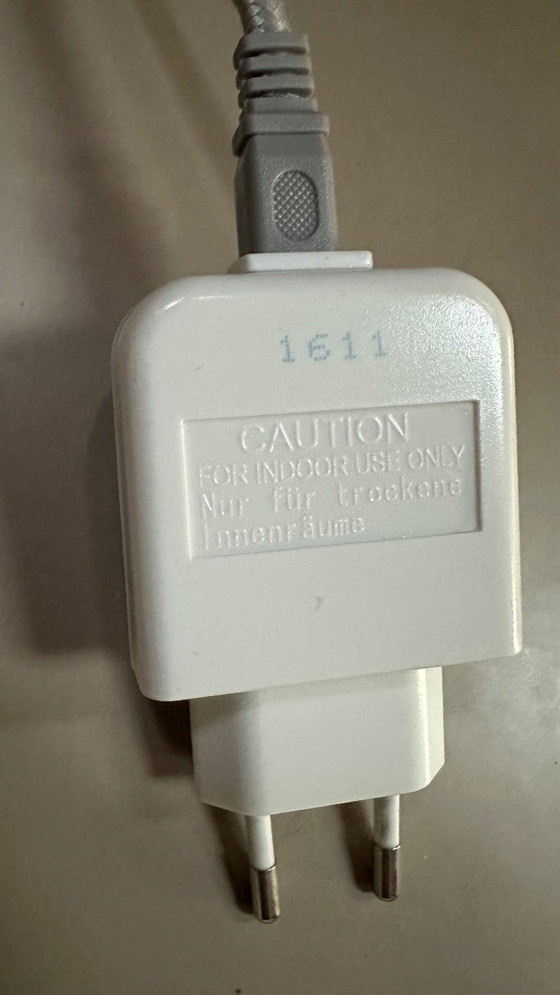 1611
CAUTION
FOR INDOOR USE ONLY
Nur für trockene
Innenräume